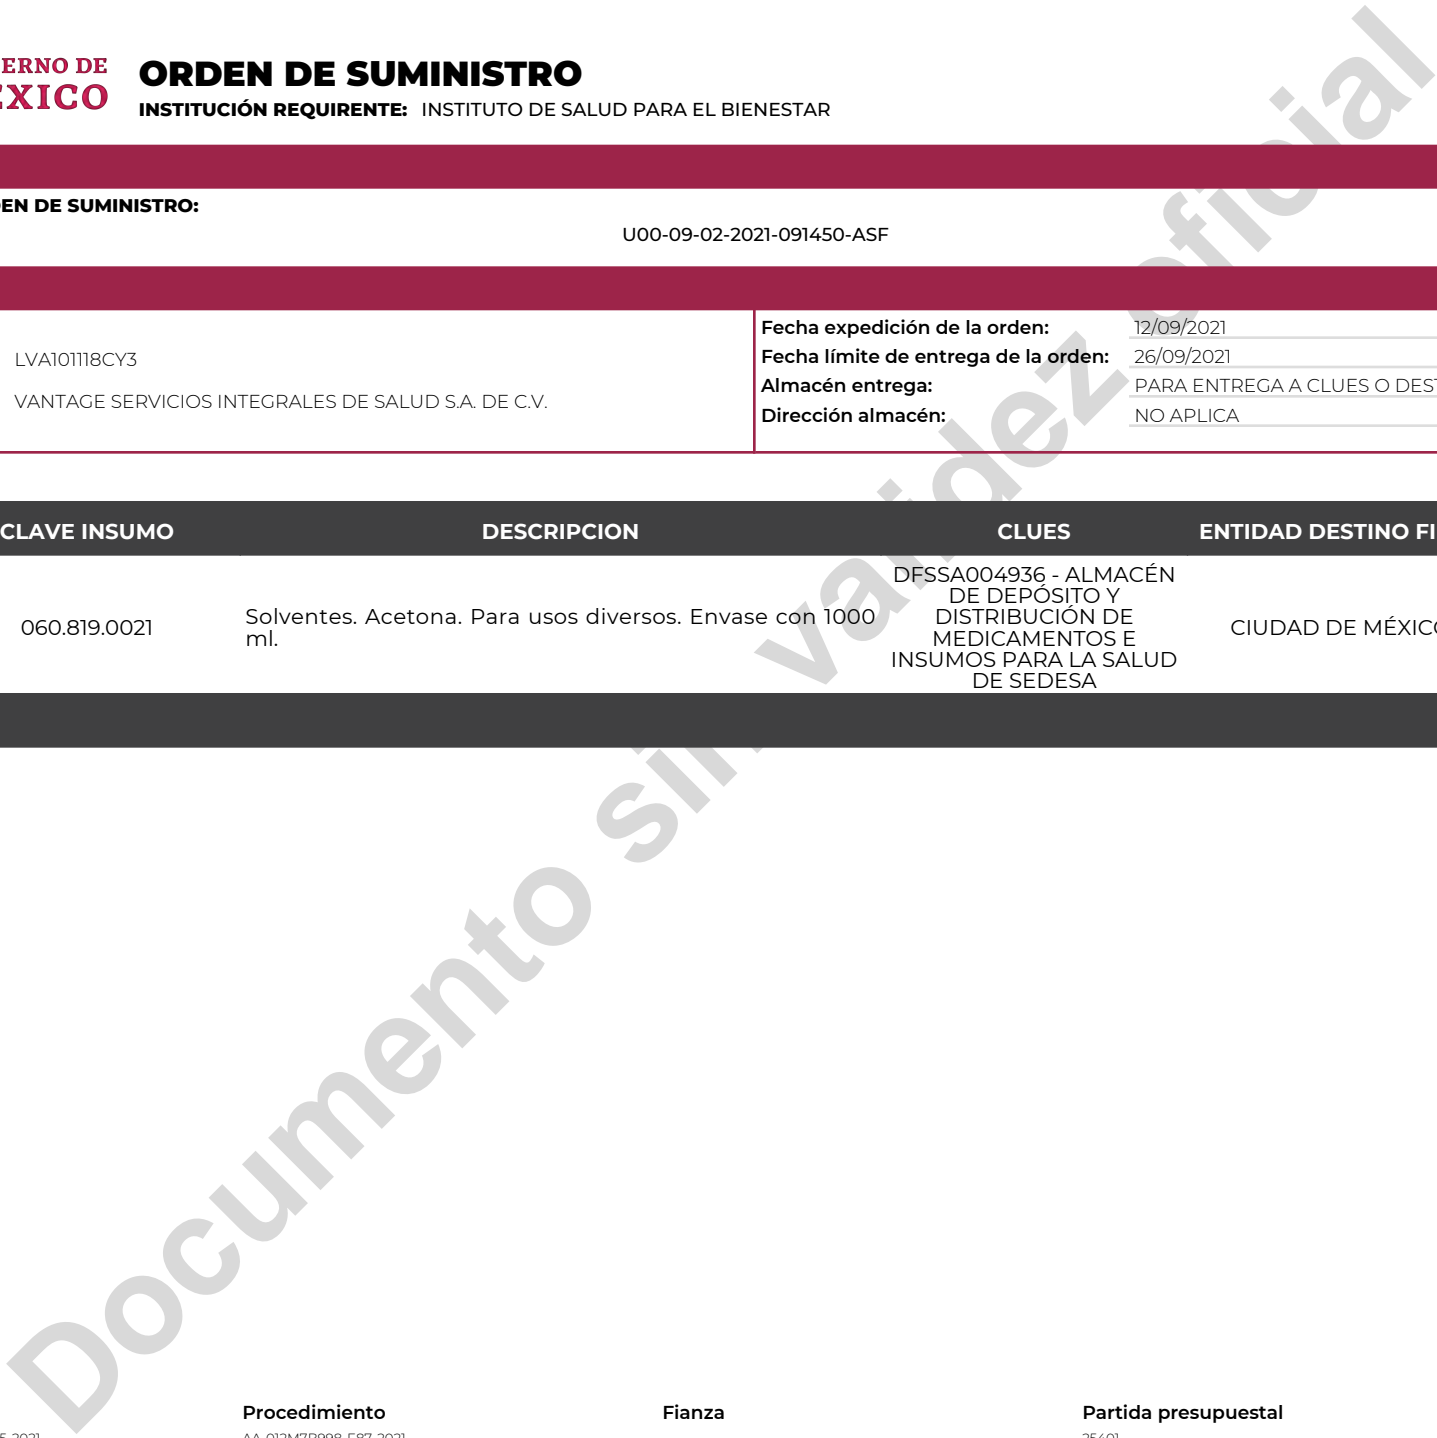 ERNO DE
ORDEN DE SUMINISTRO
INSTITUCIÓN REQUIRENTE: INSTITUTO DE SALUD PARA EL BIENESTAR
EN DE SUMINISTRO:
U00-09-02-2021-091450-ASF
LVA101118CY3
VANTAGE SERVICIOS INTEGRALES DE SALUD S.A. DE C.V.
Fecha expedición de la orden: 12/09/2021
Fecha límite de entrega de la orden: 26/09/2021
Almacén entrega: PARA ENTREGA A CLUES O DEST
Dirección almacén: NO APLICA
CLAVE INSUMO DESCRIPCION CLUES ENTIDAD DESTINO FI
060.819.0021
Solventes. Acetona. Para usos diversos. Envase con 1000
ml.
DFSSA004936 - ALMACÉN
DE DEPÓSITO Y
DISTRIBUCIÓN DE
MEDICAMENTOS E
INSUMOS PARA LA SALUD
DE SEDESA
CIUDAD DE MÉXICO
Documento sin validez oficial
Procedimiento Fianza Partida presupuestal